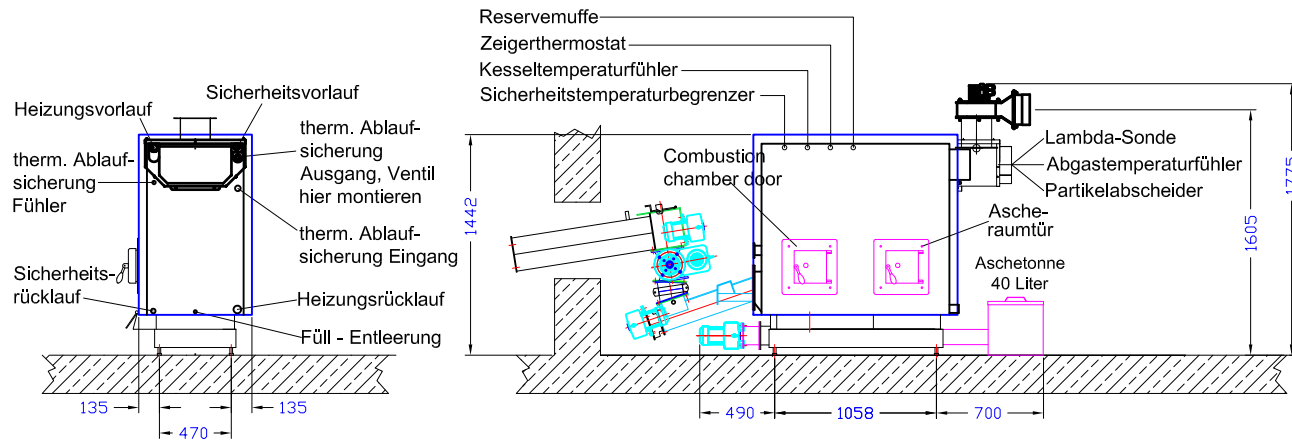 Heizungsvorlauf
Sicherheitsvorlauf
therm. Ablauf-
sicherung
Fühler
therm. Ablauf-
sicherung
Ausgang, Ventil
hier montieren
therm. Ablauf-
sicherung Eingang
Sicherheits-
rücklauf
Heizungsrücklauf
Füll - Entleerung
135
135
470
Reservemuffe
Zeigerthermostat
Kesseltemperaturfühler
Sicherheitstemperaturbegrenzer
Combustion
chamber door
Lambda-Sonde
Abgastemperaturfühler
Partikelabscheider
Asche-
raumtür
Aschetonne
40 Liter
1442
1605
1775
490
1058
700